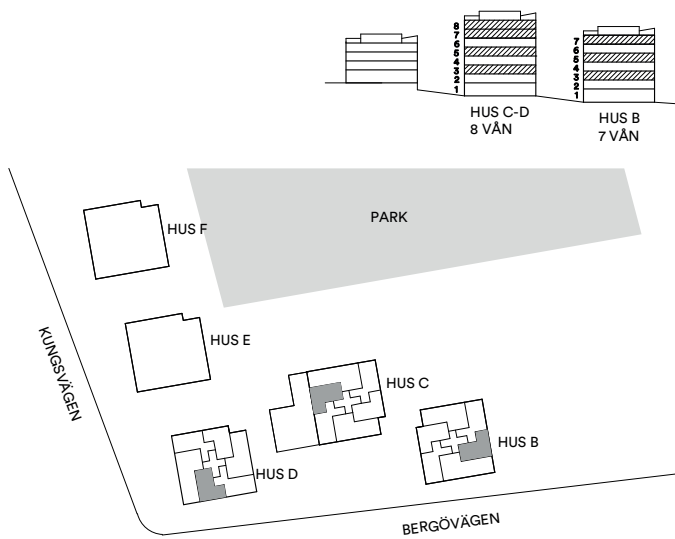 8
7
6
5
4
3
2
1
7
6
5
4
3
2
1
HUS C-D
8 VÅN
HUS B
7 VÅN
PARK
HUS F
HUS E
KUNGSVÄGEN
HUS C
HUS B
HUS D
BERGÖVÄGEN